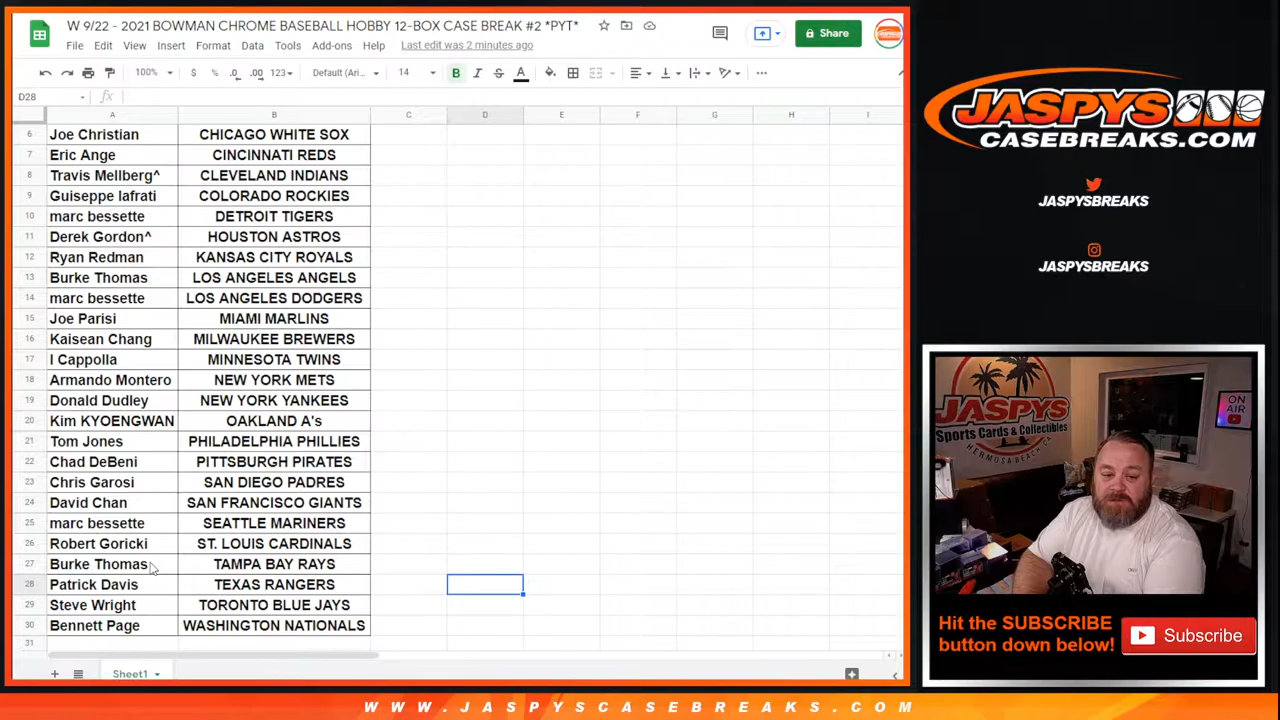 W 9/22 - 2021 BOWMAN CHROME BASEBALL HOBBY 12-BOX CASE BREAK #2 *PYT*
File Edit View Insert Format Data Tools Add-ons Help Last edit was 2 minutes ago
Share
100% $ % .0 .00 123 Default (Ari... 14 B I S A
D28 fx
A B C D E F G H I
6 Joe Christian CHICAGO WHITE SOX
7 Eric Ange CINCINNATI REDS
8 Travis Mellberg^ CLEVELAND INDIANS
9 Guiseppe Iafrati COLORADO ROCKIES
10 marc bessette DETROIT TIGERS
11 Derek Gordon^ HOUSTON ASTROS
12 Ryan Redman KANSAS CITY ROYALS
13 Burke Thomas LOS ANGELES ANGELS
14 marc bessette LOS ANGELES DODGERS
15 Joe Parisi MIAMI MARLINS
16 Kaisean Chang MILWAUKEE BREWERS
17 I Cappolla MINNESOTA TWINS
18 Armando Montero NEW YORK METS
19 Donald Dudley NEW YORK YANKEES
20 Kim KYOENGWAN OAKLAND A's
21 Tom Jones PHILADELPHIA PHILLIES
22 Chad DeBeni PITTSBURGH PIRATES
23 Chris Garosi SAN DIEGO PADRES
24 David Chan SAN FRANCISCO GIANTS
25 marc bessette SEATTLE MARINERS
26 Robert Goricki ST. LOUIS CARDINALS
27 Burke Thomas TAMPA BAY RAYS
28 Patrick Davis TEXAS RANGERS
29 Steve Wright TORONTO BLUE JAYS
30 Bennett Page WASHINGTON NATIONALS
31
Sheet1
JASPYS
CASEBREAKS.COM
JASPYSBREAKS
JASPYSBREAKS
JASPYS
Sports Cards & Collectibles
HERMOSA BEACH, CA
ON
AIR
Hit the SUBSCRIBE
button down below!
Subscribe
WWW.JASPYSCASEBREAKS.COM